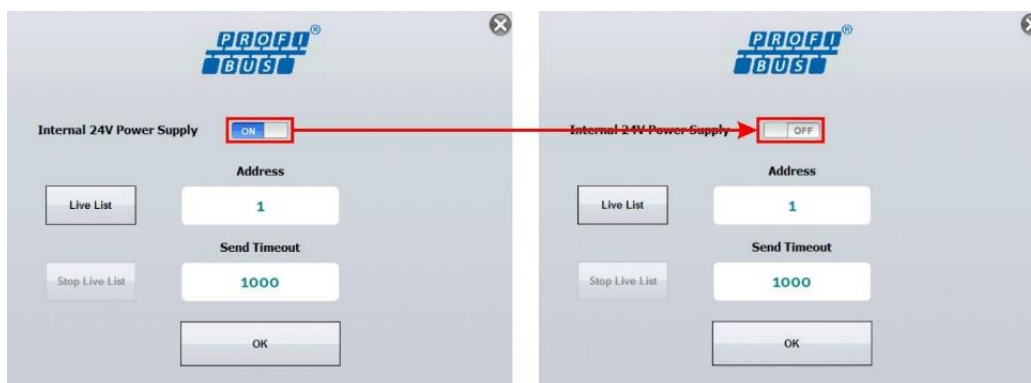 PROFI®
BUS
Internal 24V Power Supply
ON
Address
Live List
1
Send Timeout
Stop Live List
1000
OK
PROFI®
BUS
Internal 24V Power Supply
OFF
Address
Live List
1
Send Timeout
Stop Live List
1000
OK